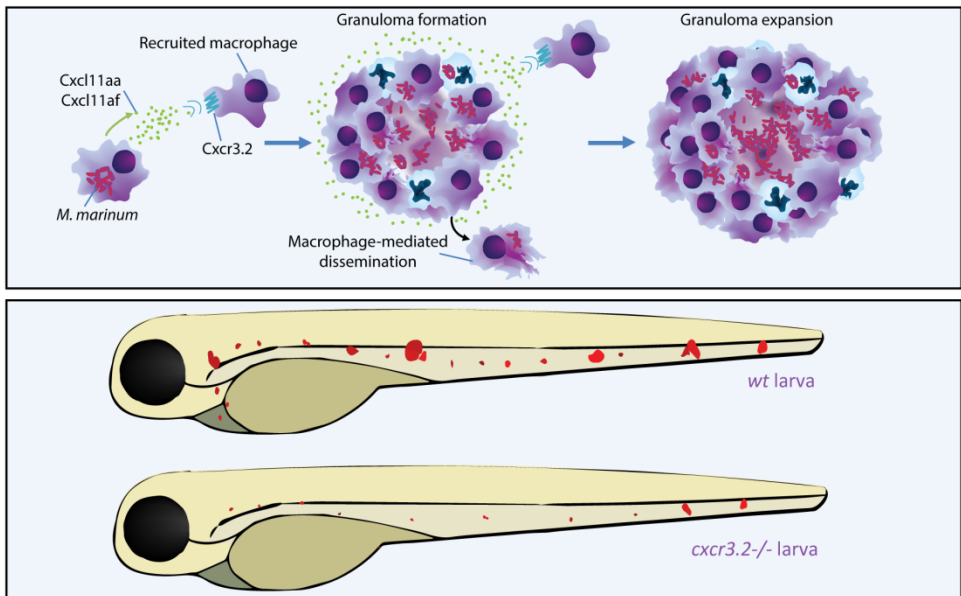 Granuloma formation
Granuloma expansion
Recruited macrophage
Cxcl11aa
Cxcl11af
Cxcr3.2
M. marinum
Macrophage-mediated
dissemination
wt larva
cxcr3.2-/- larva